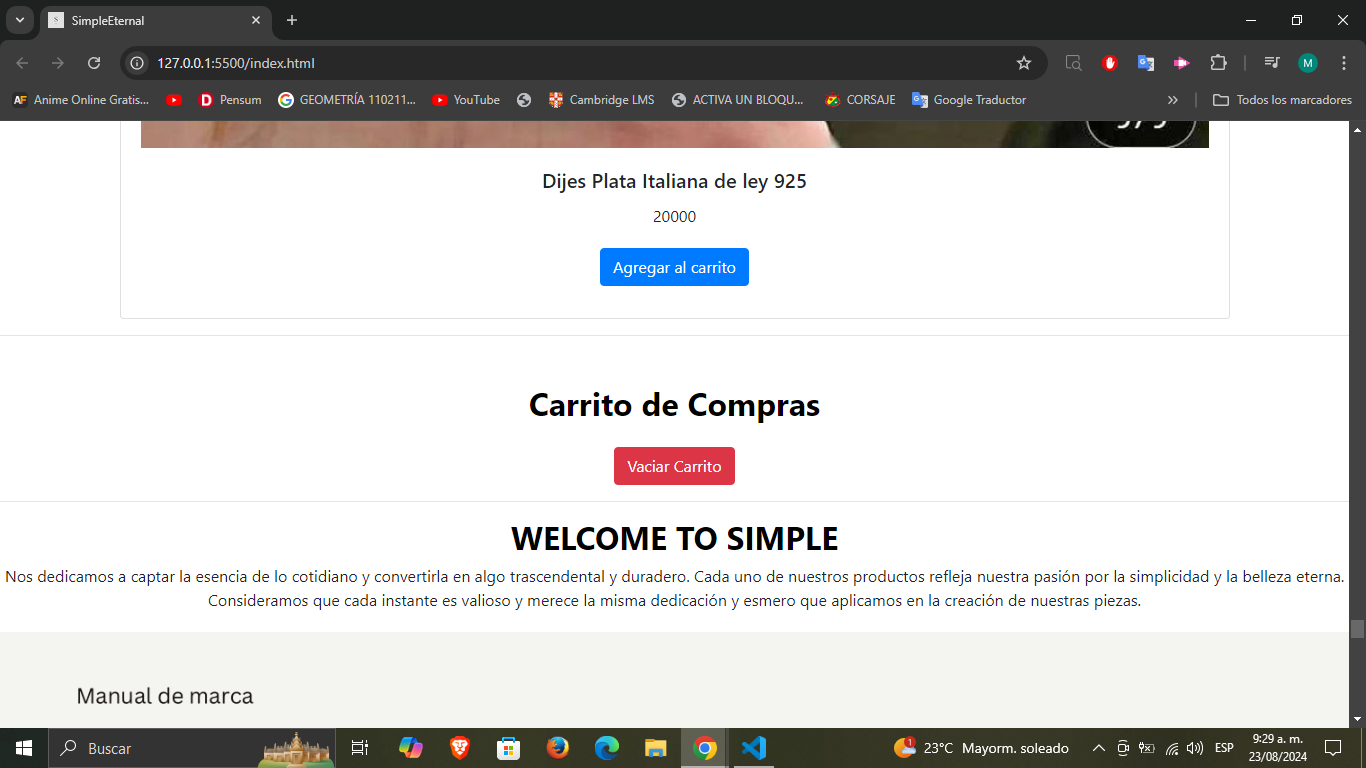 SimpleEternal
127.0.0.1:5500/index.html
M
Anime Online Gratis...
Pensum
GEOMETRÍA 110211...
YouTube
Cambridge LMS
ACTIVA UN BLOQU...
CORSAJE
Google Traductor
Todos los marcadores
Dijes Plata Italiana de ley 925
20000
Agregar al carrito
Carrito de Compras
Vaciar Carrito
WELCOME TO SIMPLE
Nos dedicamos a captar la esencia de lo cotidiano y convertirla en algo trascendental y duradero. Cada uno de nuestros productos refleja nuestra pasión por la simplicidad y la belleza eterna.
Consideramos que cada instante es valioso y merece la misma dedicación y esmero que aplicamos en la creación de nuestras piezas.
Manual de marca
Buscar
1
23°C Mayorm. soleado
ESP
9:29 a. m.
23/08/2024